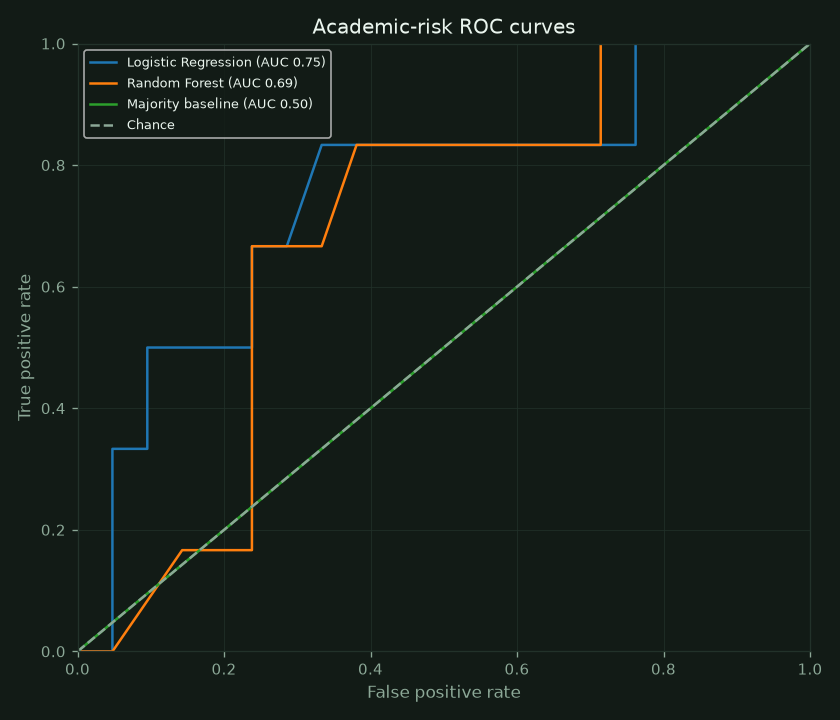 Academic-risk ROC curves
Logistic Regression (AUC 0.75)
Random Forest (AUC 0.69)
Majority baseline (AUC 0.50)
Chance
True positive rate
1.0
0.8
0.6
0.4
0.2
0.0
0.0 0.2 0.4 0.6 0.8 1.0
False positive rate